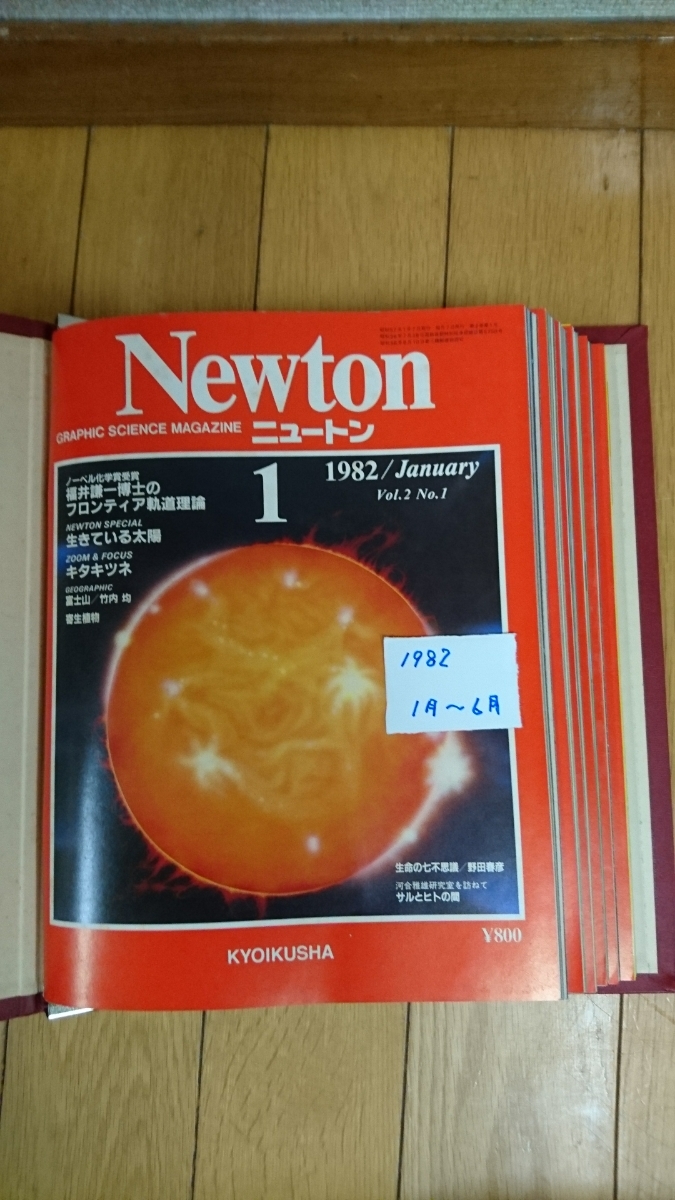 Newton
GRAPHIC SCIENCE MAGAZINE ニュートン
1
1982/January
Vol.2 No.1
ノーベル化学賞受賞
福井謙一博士の
フロンティア軌道理論
NEWTON SPECIAL
生きている太陽
ZOOM & FOCUS
キタキツネ
GEOGRAPHIC
富士山/竹内 均
寄生植物
1982
1月〜6月
生命の七不思議/野田春彦
河合雅雄研究室を訪ねて
サルとヒトの間
¥800
KYOIKUSHA